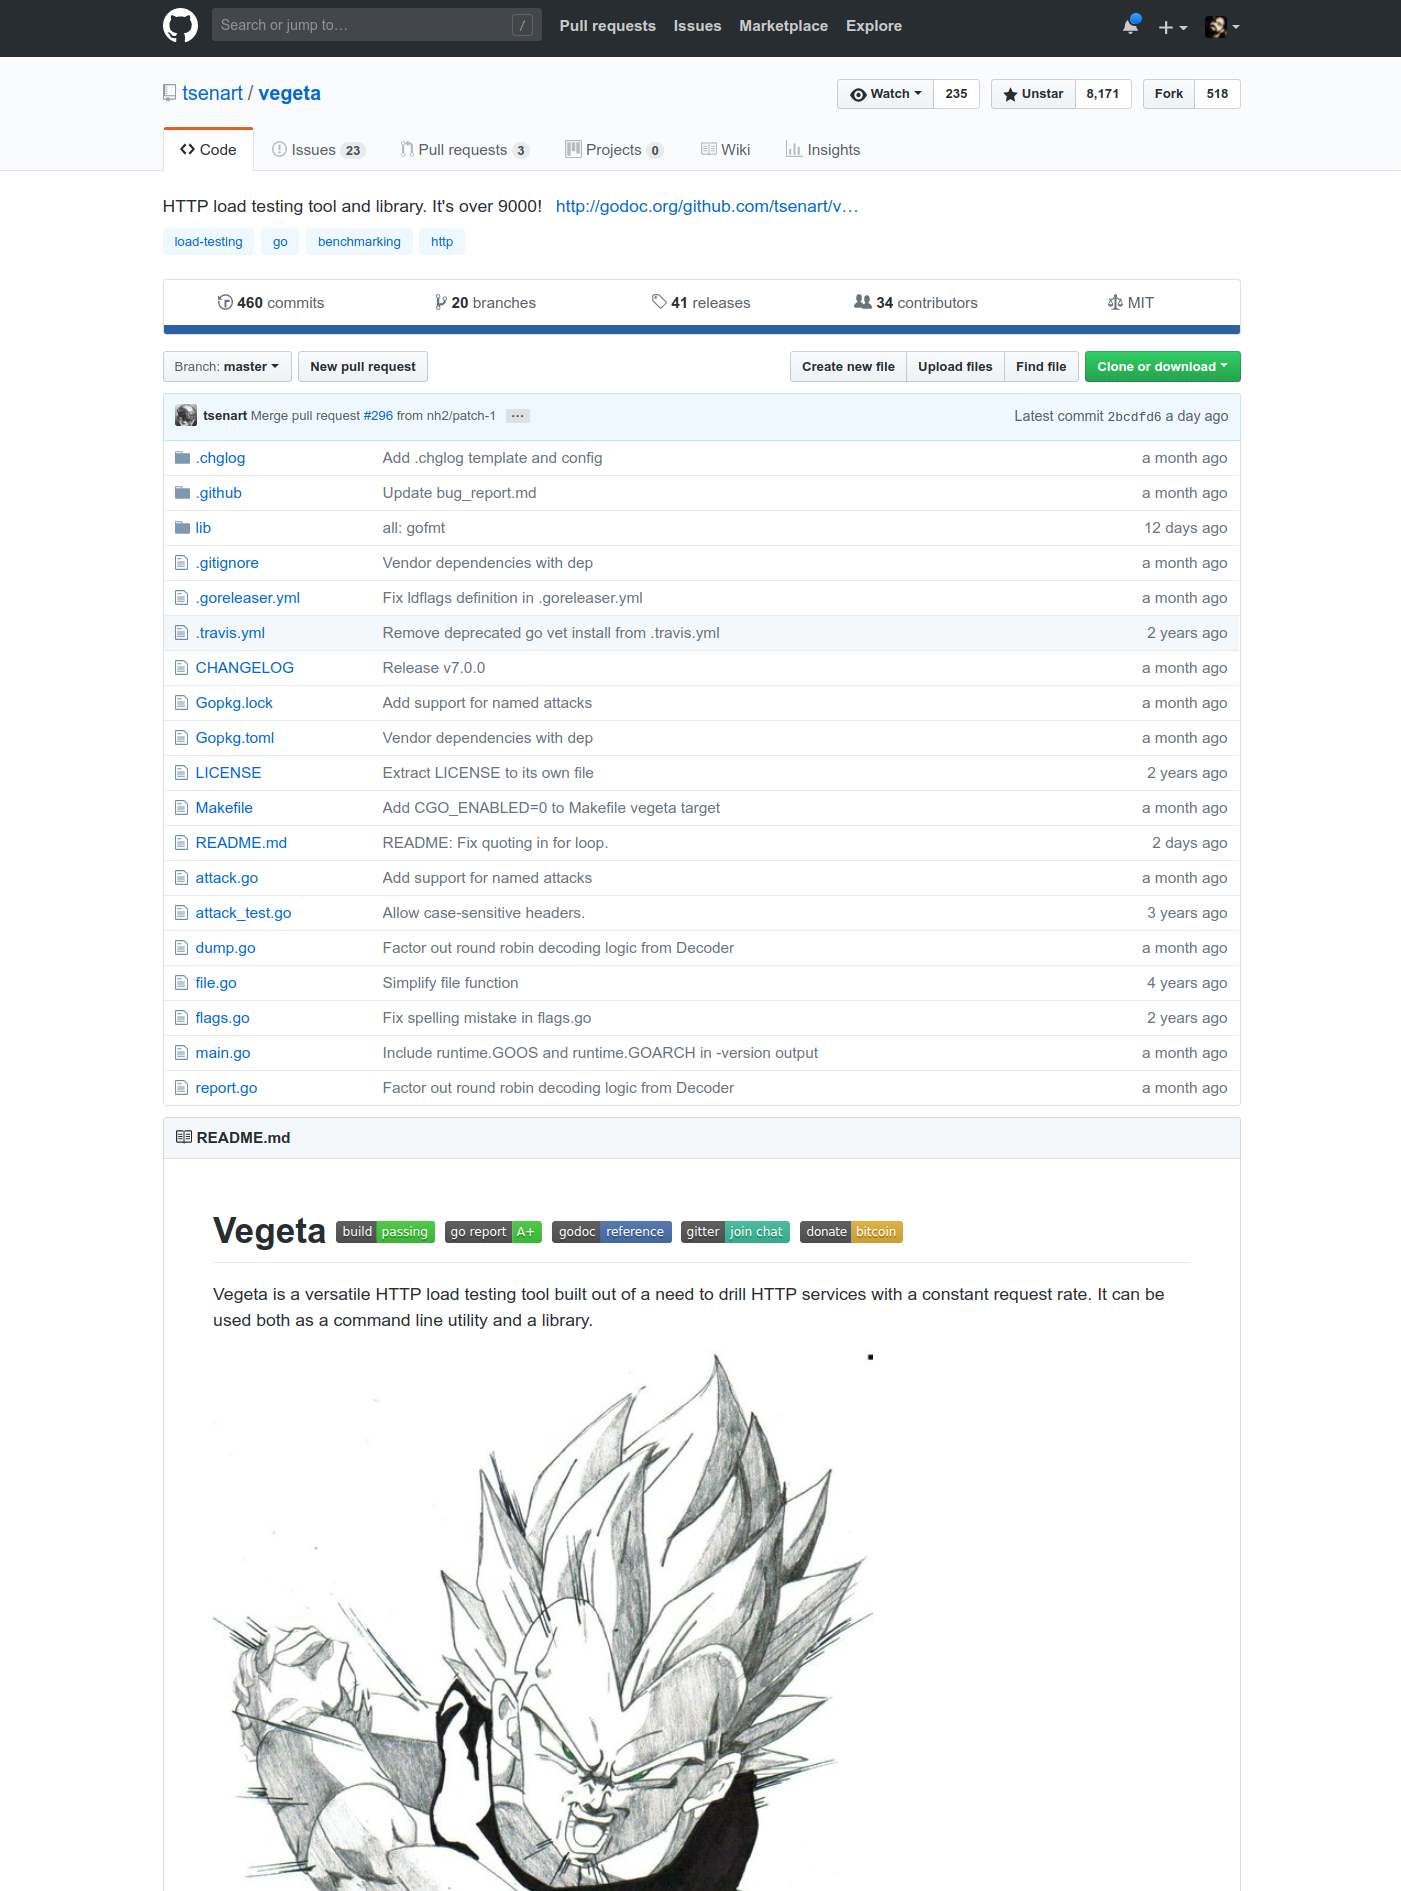 Search or jump to… / Pull requests Issues Marketplace Explore
tsenart / vegeta Watch 235 Unstar 8,171 Fork 518
Code Issues 23 Pull requests 3 Projects 0 Wiki Insights
HTTP load testing tool and library. It's over 9000! http://godoc.org/github.com/tsenart/v…
load-testing go benchmarking http
460 commits 20 branches 41 releases 34 contributors MIT
Branch: master New pull request Create new file Upload files Find file Clone or download
tsenart Merge pull request #296 from nh2/patch-1 … Latest commit 2bcdfd6 a day ago
.chglog Add .chglog template and config a month ago
.github Update bug_report.md a month ago
lib all: gofmt 12 days ago
.gitignore Vendor dependencies with dep a month ago
.goreleaser.yml Fix ldflags definition in .goreleaser.yml a month ago
.travis.yml Remove deprecated go vet install from .travis.yml 2 years ago
CHANGELOG Release v7.0.0 a month ago
Gopkg.lock Add support for named attacks a month ago
Gopkg.toml Vendor dependencies with dep a month ago
LICENSE Extract LICENSE to its own file 2 years ago
Makefile Add CGO_ENABLED=0 to Makefile vegeta target a month ago
README.md README: Fix quoting in for loop. 2 days ago
attack.go Add support for named attacks a month ago
attack_test.go Allow case-sensitive headers. 3 years ago
dump.go Factor out round robin decoding logic from Decoder a month ago
file.go Simplify file function 4 years ago
flags.go Fix spelling mistake in flags.go 2 years ago
main.go Include runtime.GOOS and runtime.GOARCH in -version output a month ago
report.go Factor out round robin decoding logic from Decoder a month ago
README.md
Vegeta build passing go report A+ godoc reference gitter join chat donate bitcoin
Vegeta is a versatile HTTP load testing tool built out of a need to drill HTTP services with a constant request rate. It can be
used both as a command line utility and a library.